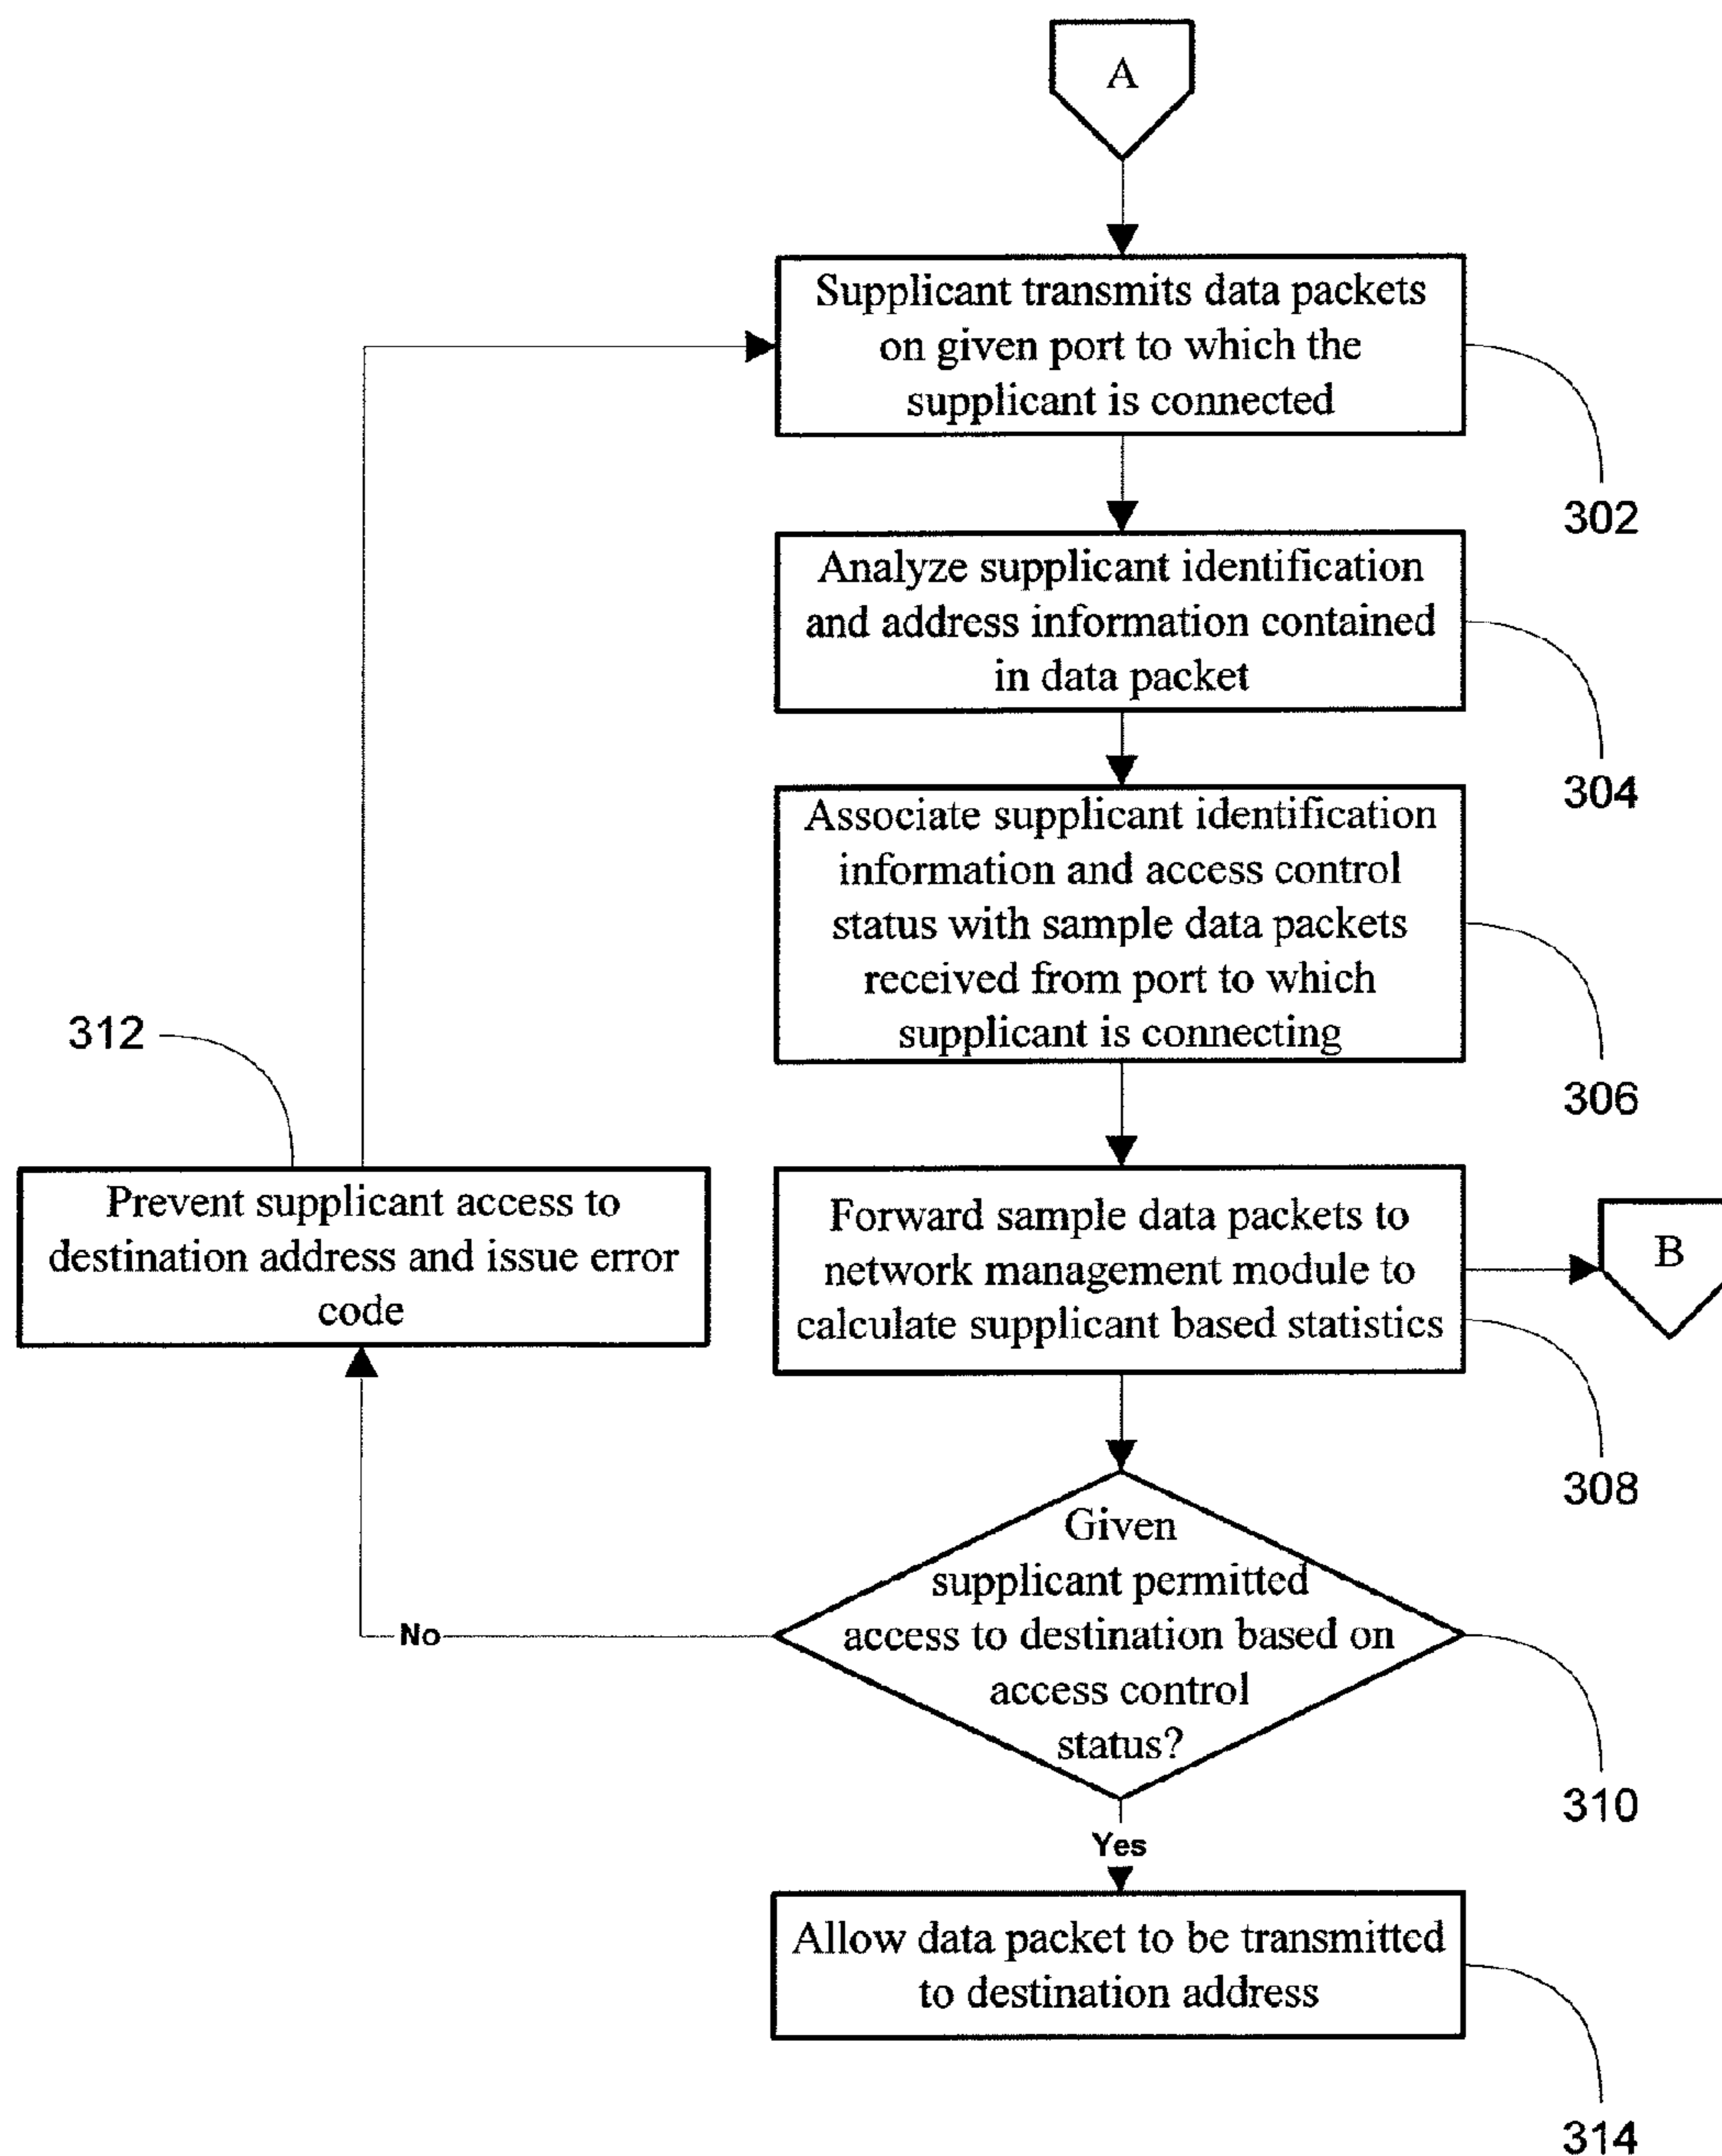 A
Supplicant transmits data packets
on given port to which the
supplicant is connected
302
Analyze supplicant identification
and address information contained
in data packet
304
Associate supplicant identification
information and access control
status with sample data packets
received from port to which
supplicant is connecting
306
312
Prevent supplicant access to
destination address and issue error
code
Forward sample data packets to
network management module to
calculate supplicant based statistics
B
308
Given
supplicant permitted
access to destination based on
access control
status?
No
310
Yes
Allow data packet to be transmitted
to destination address
314